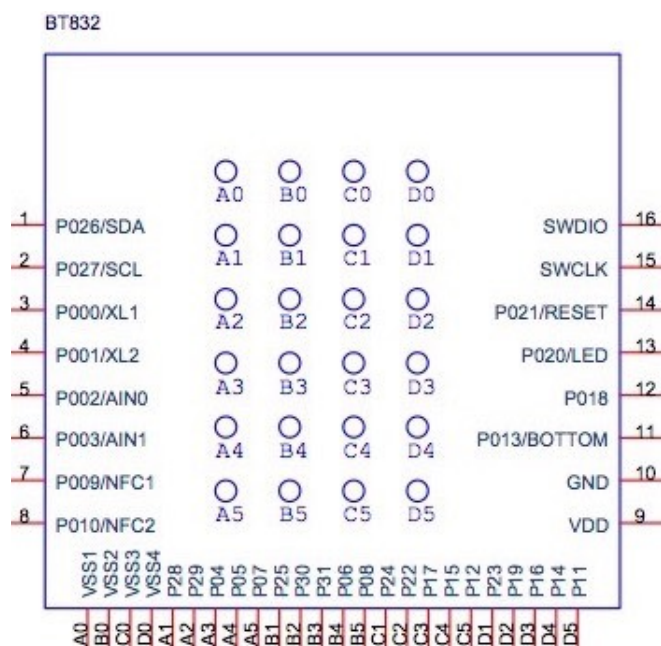 BT832
A0 B0 C0 D0
1 P026/SDA SWDIO 16
A1 B1 C1 D1
2 P027/SCL SWCLK 15
3 P000/XL1 A2 B2 C2 D2 P021/RESET 14
4 P001/XL2 P020/LED 13
A3 B3 C3 D3
5 P002/AIN0 P018 12
6 P003/AIN1 A4 B4 C4 D4 P013/BOTTOM 11
7 P009/NFC1 GND 10
A5 B5 C5 D5
8 P010/NFC2 VDD 9
VSS1 VSS2 VSS3 VSS4 P28 P29 P04 P05 P07 P25 P30 P31 P06 P08 P24 P22 P17 P15 P12 P23 P19 P16 P14 P11
A0 B0 C0 D0 A1 A2 A3 A4 A5 B1 B2 B3 B4 B5 C1 C2 C3 C4 C5 D1 D2 D3 D4 D5